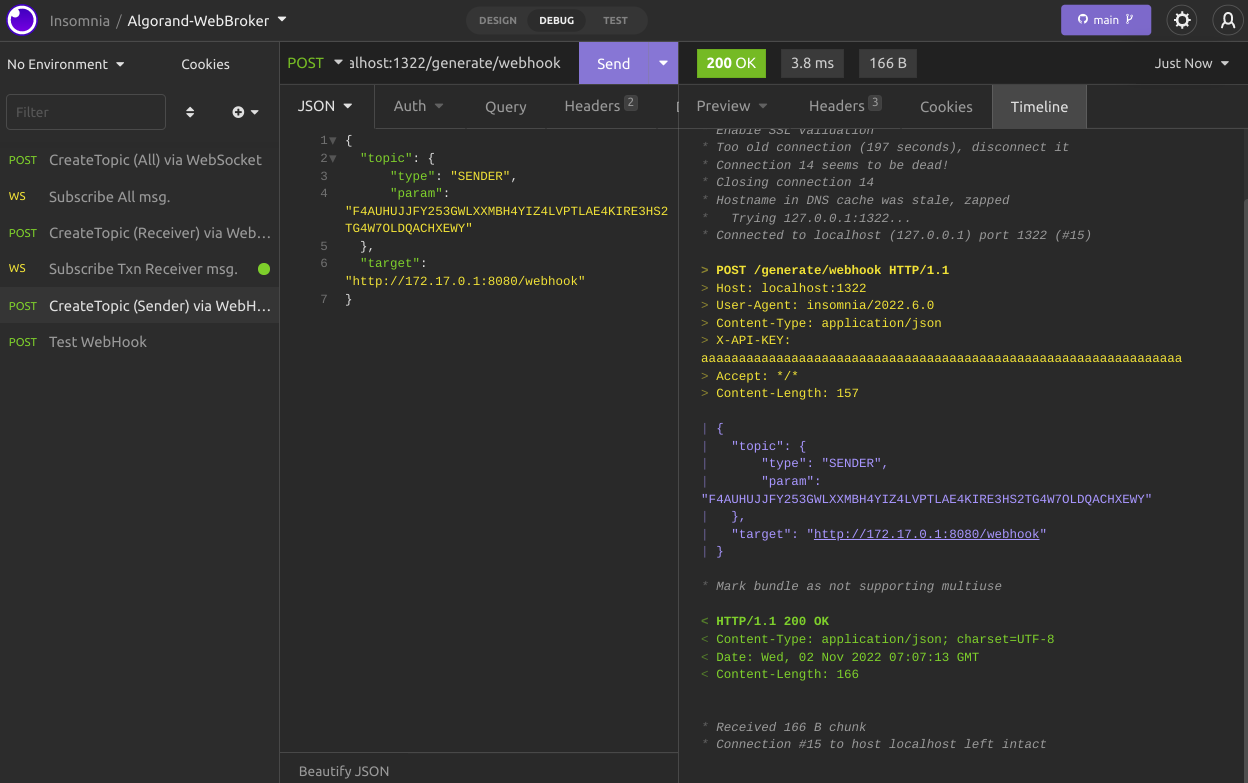 Insomnia / Algorand-WebBroker
DESIGN DEBUG TEST
main
No Environment
Cookies
POST
alhost:1322/generate/webhook
Send
200 OK
3.8 ms
166 B
Just Now
Filter
JSON
Auth
Query
Headers 2
Preview
Headers 3
Cookies
Timeline
POST CreateTopic (All) via WebSocket
WS Subscribe All msg.
POST CreateTopic (Receiver) via Web...
WS Subscribe Txn Receiver msg.
POST CreateTopic (Sender) via WebH...
POST Test WebHook
1 {
2 "topic": {
3 "type": "SENDER",
4 "param":
"F4AUHUJJFY253GWLXXMBH4YIZ4LVPTLAE4KIRE3HS2
TG4W7OLDQACHXEWY"
5 },
6 "target":
"http://172.17.0.1:8080/webhook"
7 }
Beautify JSON
Enable SSL validation
* Too old connection (197 seconds), disconnect it
* Connection 14 seems to be dead!
* Closing connection 14
* Hostname in DNS cache was stale, zapped
* Trying 127.0.0.1:1322...
* Connected to localhost (127.0.0.1) port 1322 (#15)
> POST /generate/webhook HTTP/1.1
> Host: localhost:1322
> User-Agent: insomnia/2022.6.0
> Content-Type: application/json
> X-API-KEY:
aaaaaaaaaaaaaaaaaaaaaaaaaaaaaaaaaaaaaaaaaaaaaaaaaaaaaaaaaaaaaaaa
> Accept: */*
> Content-Length: 157
| {
| "topic": {
| "type": "SENDER",
| "param":
"F4AUHUJJFY253GWLXXMBH4YIZ4LVPTLAE4KIRE3HS2TG4W7OLDQACHXEWY"
| },
| "target": "http://172.17.0.1:8080/webhook"
| }
* Mark bundle as not supporting multiuse
< HTTP/1.1 200 OK
< Content-Type: application/json; charset=UTF-8
< Date: Wed, 02 Nov 2022 07:07:13 GMT
< Content-Length: 166
* Received 166 B chunk
* Connection #15 to host localhost left intact